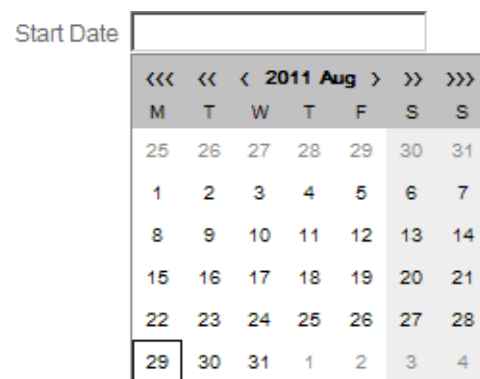 Start Date
‹‹‹ ‹‹ ‹ 2011 Aug › ›› ›››
M T W T F S S
25 26 27 28 29 30 31
1 2 3 4 5 6 7
8 9 10 11 12 13 14
15 16 17 18 19 20 21
22 23 24 25 26 27 28
29 30 31 1 2 3 4